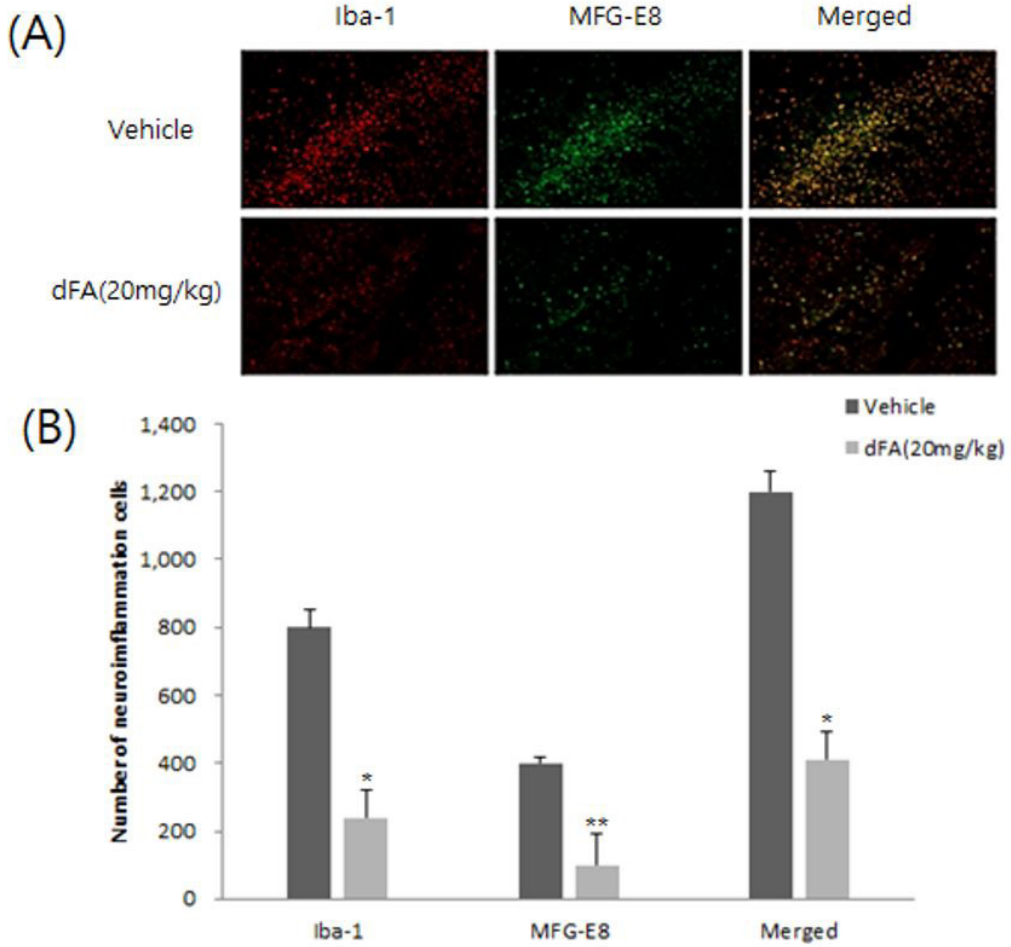 (A)
Iba-1 MFG-E8 Merged
Vehicle
dFA(20mg/kg)
(B)
Vehicle
dFA(20mg/kg)
Number of neuroimflammation cells
1,400
1,200
1,000
800
600
400
200
0
*
**
*
Iba-1 MFG-E8 Merged